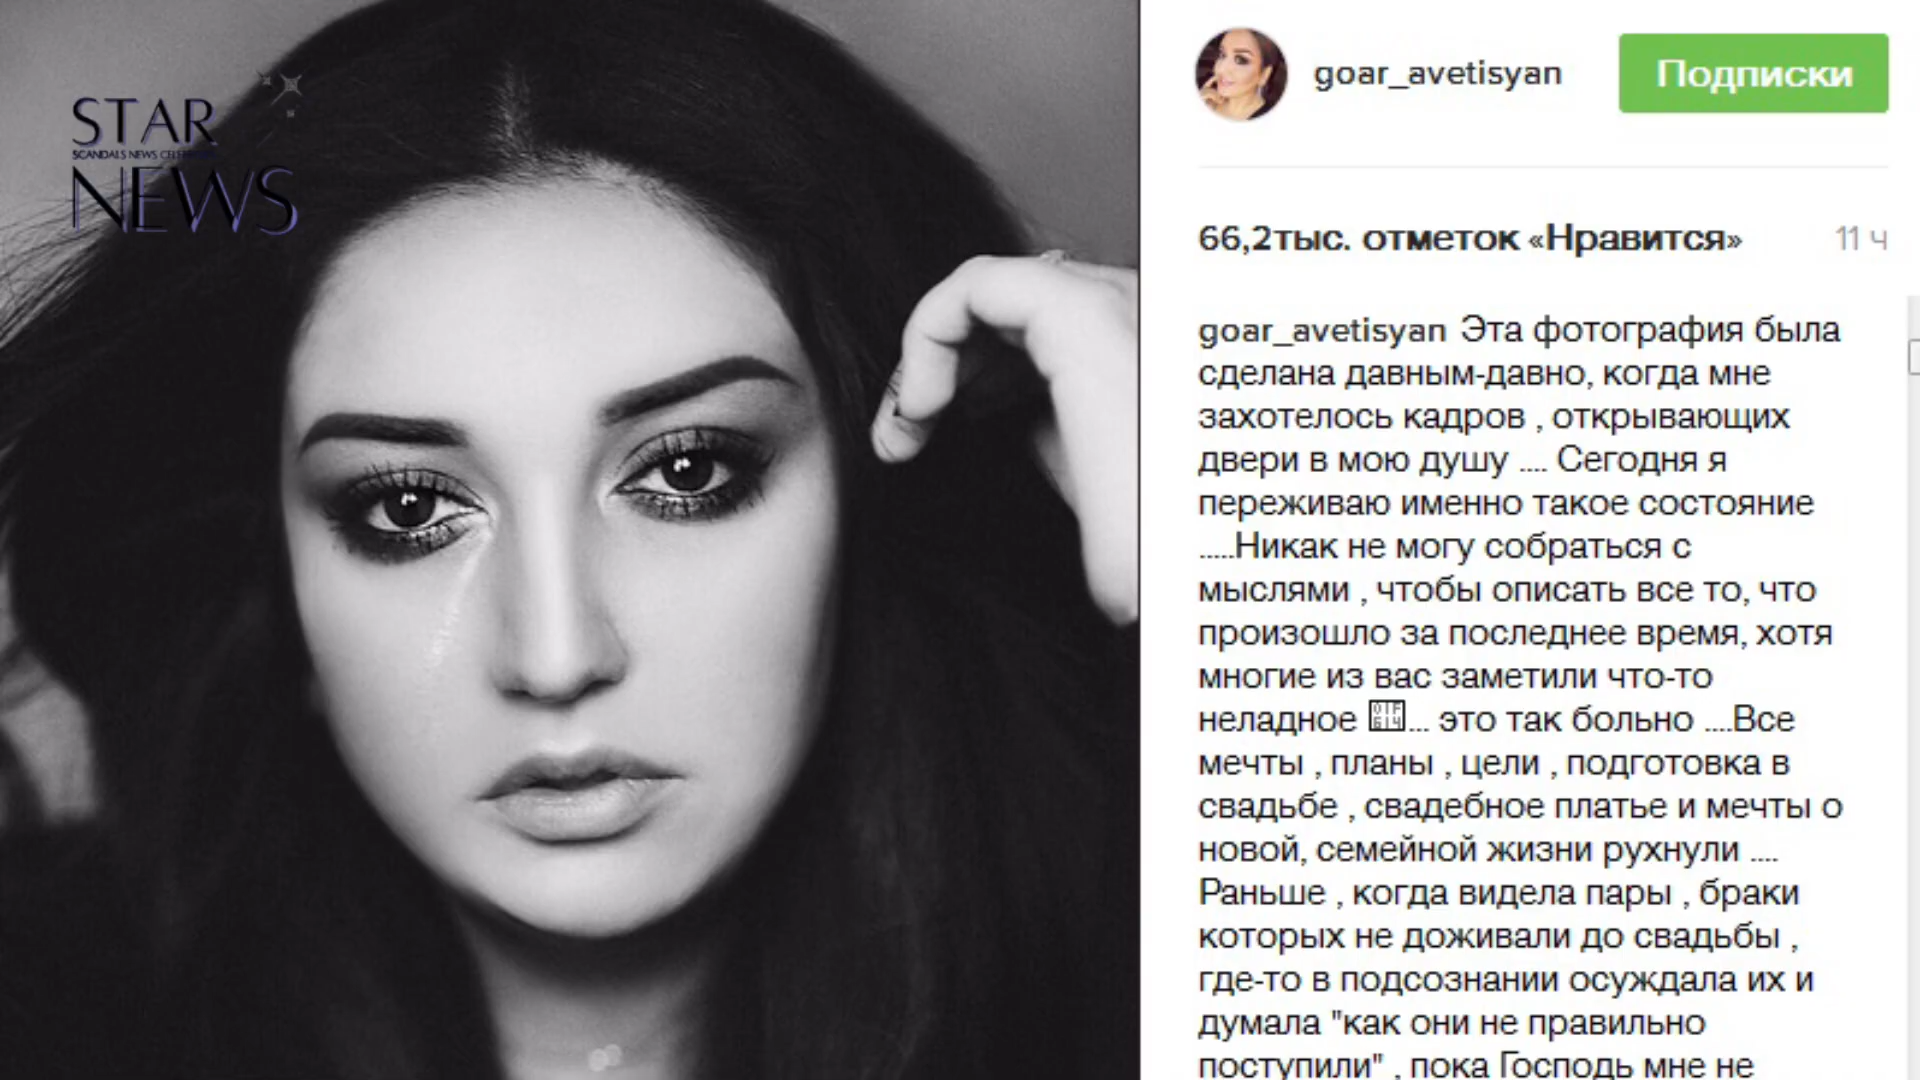 STAR
SCANDALS NEWS
NEWS
goar_avetisyan
Подписки
66,2тыс. отметок «Нравится»
11 ч
goar_avetisyan Эта фотография была
сделана давным-давно, когда мне
захотелось кадров , открывающих
двери в мою душу .... Сегодня я
переживаю именно такое состояние
.....Никак не могу собраться с
мыслями , чтобы описать все то, что
произошло за последнее время, хотя
многие из вас заметили что-то
неладное ... это так больно ....Все
мечты , планы , цели , подготовка в
свадьбе , свадебное платье и мечты о
новой, семейной жизни рухнули ....
Раньше , когда видела пары , браки
которых не доживали до свадьбы ,
где-то в подсознании осуждала их и
думала "как они не правильно
поступили" , пока Господь мне не